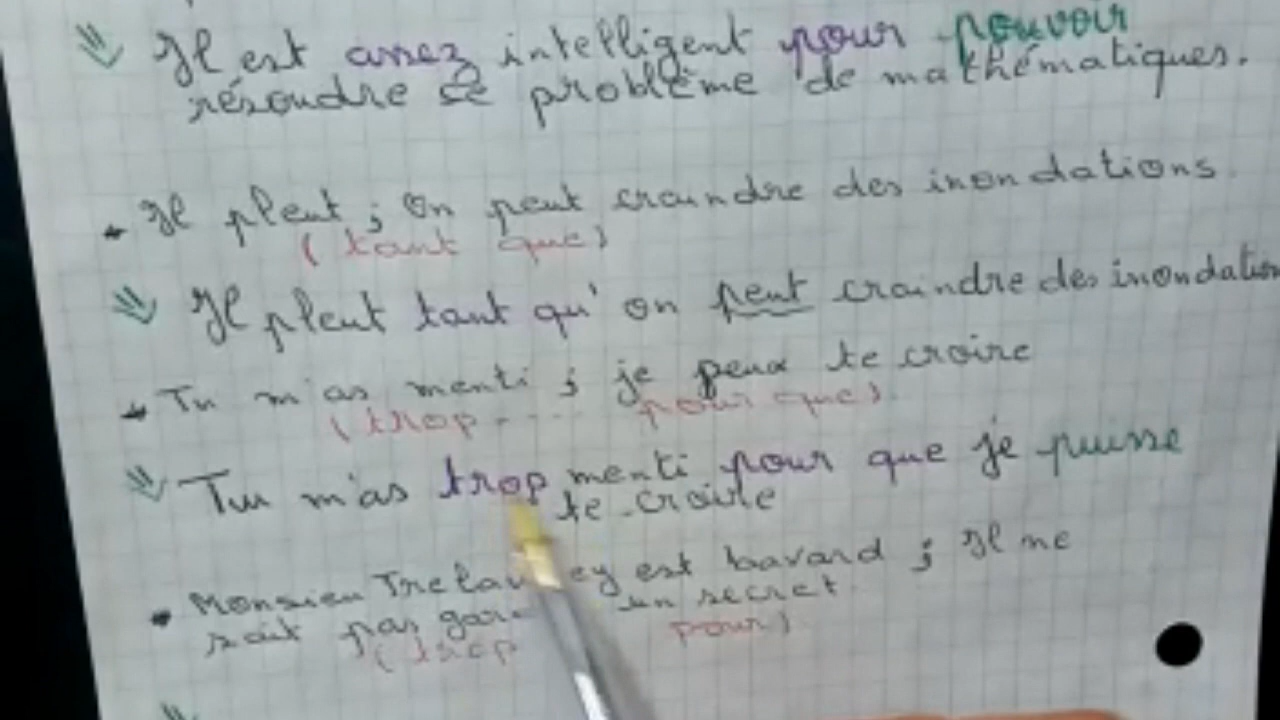 Il est assez intelligent pour pouvoir
résoudre ce problème de mathématiques.
Il pleut ; On peut craindre des inondations
(tant que)
Il pleut tant qu'on peut craindre des inondation
Tu m'as menti ; je peux te croire
(trop .... pour que)
Tu m'as trop menti pour que je puisse
te croire
Monsieur est bavard ; Il ne
sait pas un secret.
(trop pour)